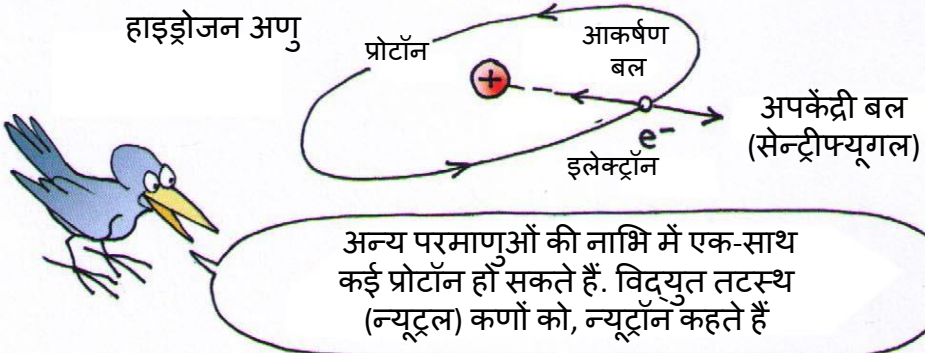 हाइड्रोजन अणु
प्रोटॉन
+
आकर्षण
बल
e-
इलेक्ट्रॉन
अपकेंद्री बल
(सेन्ट्रीफ्यूगल)
अन्य परमाणुओं की नाभि में एक-साथ
कई प्रोटॉन हो सकते हैं. विद्युत तटस्थ
(न्यूट्रल) कणों को, न्यूट्रॉन कहते हैं